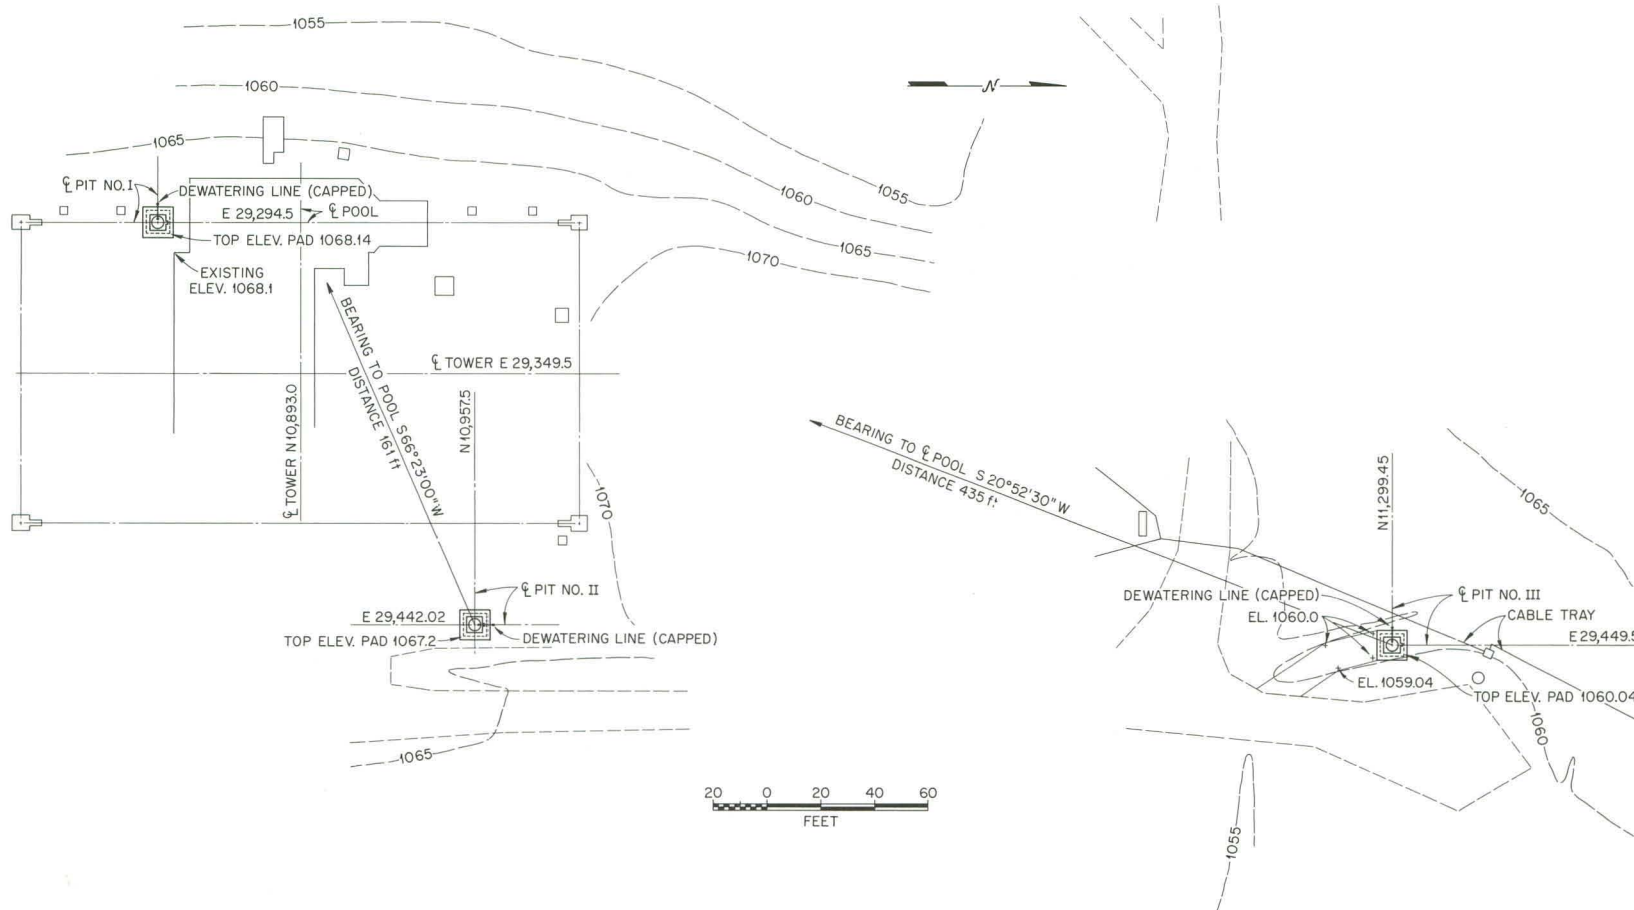 1055
1060
N
1065
℄ PIT NO. I
DEWATERING LINE (CAPPED)
E 29,294.5
℄ POOL
TOP ELEV. PAD 1068.14
EXISTING
ELEV. 1068.1
1055
1060
1065
1070
BEARING TO POOL S 66° 23' 00" W
DISTANCE 161 ft
℄ TOWER E 29,349.5
℄ TOWER N 10,893.0
N 10,957.5
1070
℄ PIT NO. II
E 29,442.02
TOP ELEV. PAD 1067.2
DEWATERING LINE (CAPPED)
1065
BEARING TO ℄ POOL S 20° 52' 30" W
DISTANCE 435 ft
N 11,299.45
1065
DEWATERING LINE (CAPPED)
℄ PIT NO. III
EL. 1060.0
CABLE TRAY
E 29,449.5
EL. 1059.04
TOP ELEV. PAD 1060.04
1060
1055
20 0 20 40 60
FEET